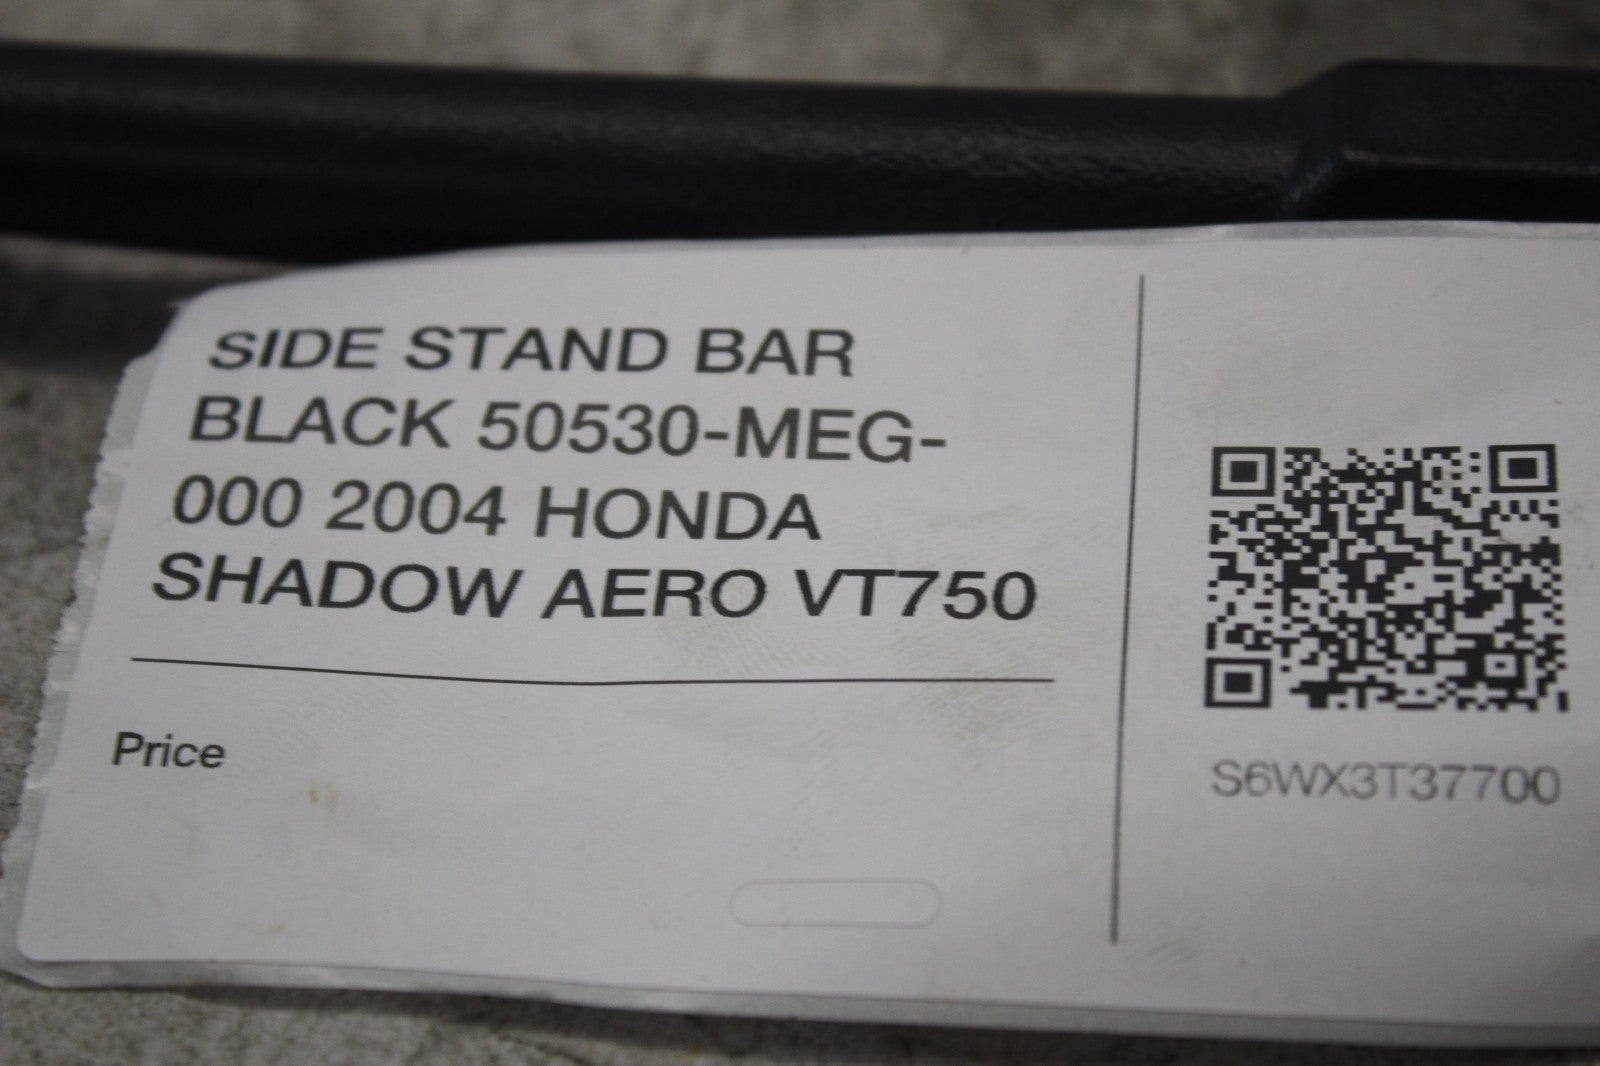 SIDE STAND BAR
BLACK 50530-MEG-
000 2004 HONDA
SHADOW AERO VT750
Price
S6WX3T37700